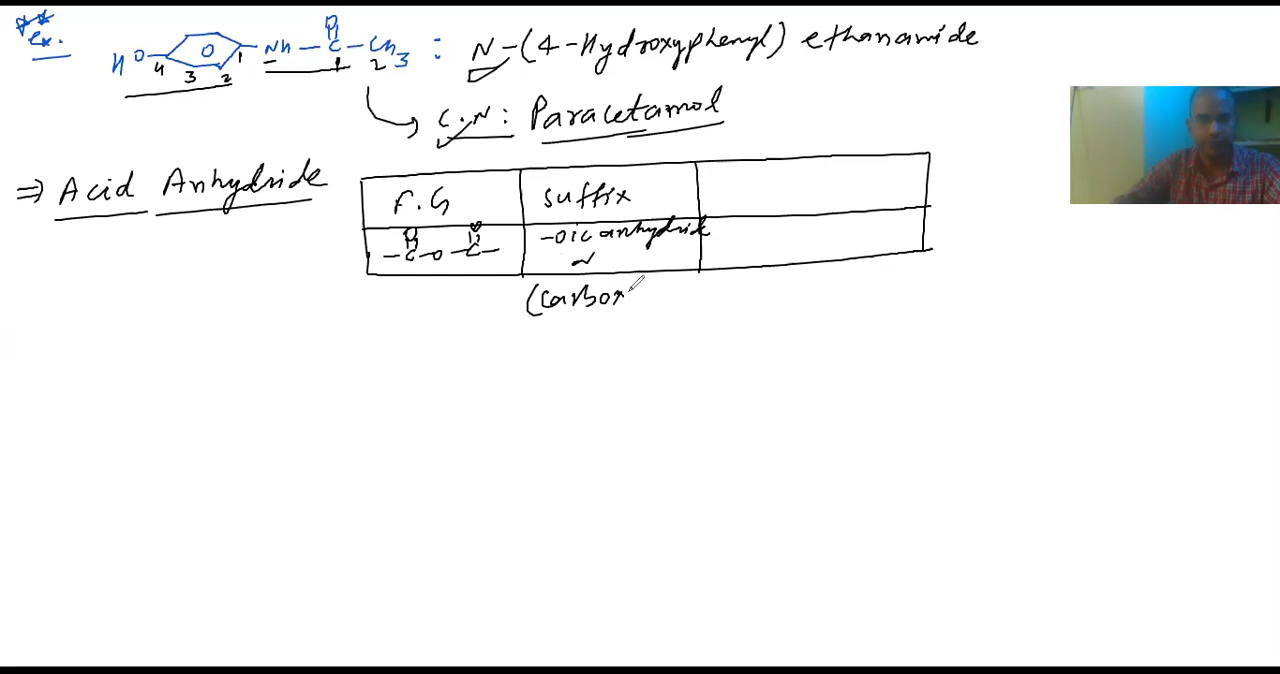 ex. HO 4 3 2 1 NH – C – CH3 : N-(4-Hydroxyphenyl) ethanamide
O
1 2
C.N: Paracetamol
⇒ Acid Anhydride
F.G suffix
O O
-C-O-C- -oic anhydride
(carbox